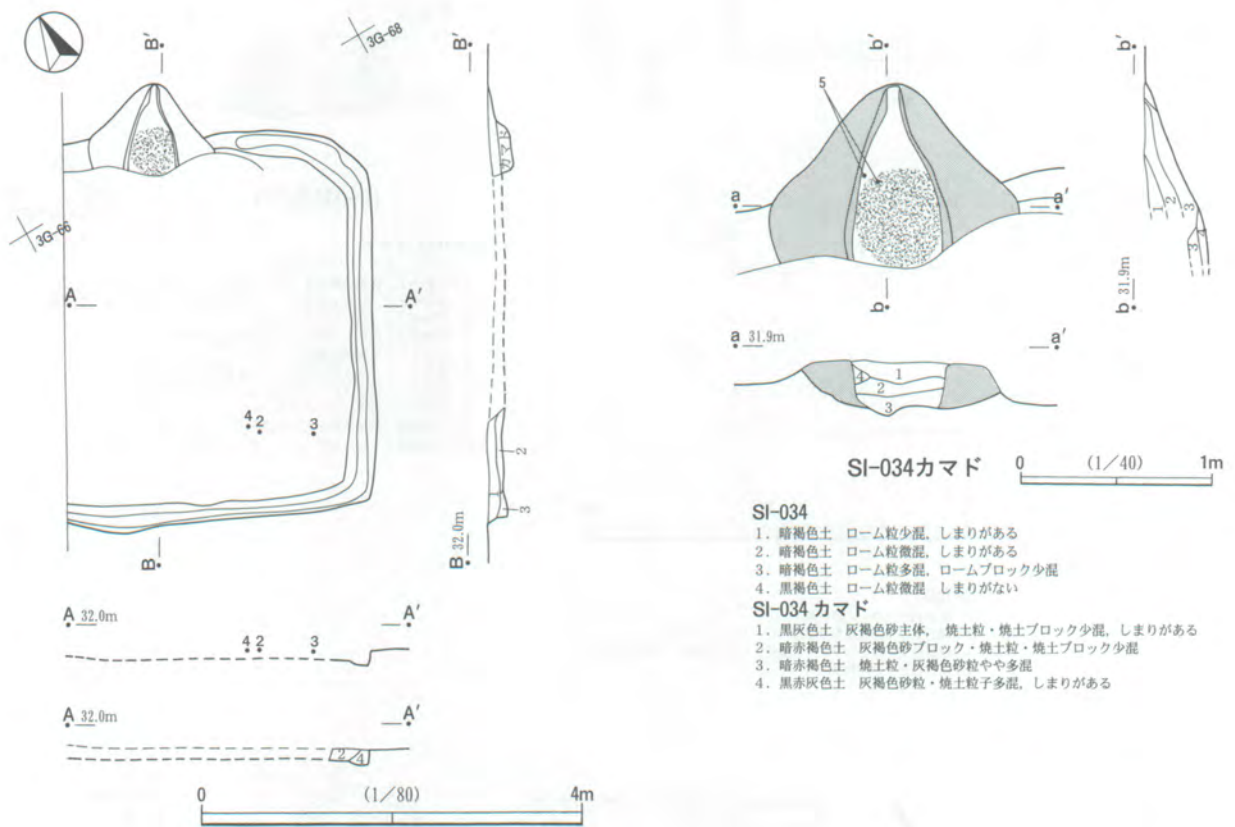 B'
3G-68
B'
カマド
3G-66
A
A'
4
2
3
2
3
B
B 32.0m
A 32.0m
A'
4
2
3
A 32.0m
A'
2
4
0
(1/80)
4m
b'
b'
5
a
a'
1
2
3
3
4
b
b 31.9m
a 31.9m
a'
4
1
2
3
SI-034カマド
0
(1/40)
1m
SI-034
1．暗褐色土　ローム粒少混，しまりがある
2．暗褐色土　ローム粒微混，しまりがある
3．暗褐色土　ローム粒多混，ロームブロック少混
4．黒褐色土　ローム粒微混　しまりがない
SI-034 カマド
1．黒灰色土　灰褐色砂主体，焼土粒・焼土ブロック少混，しまりがある
2．暗赤褐色土　灰褐色砂ブロック・焼土粒・焼土ブロック少混
3．暗赤褐色土　焼土粒・灰褐色砂粒やや多混
4．黒赤灰色土　灰褐色砂粒・焼土粒子多混，しまりがある